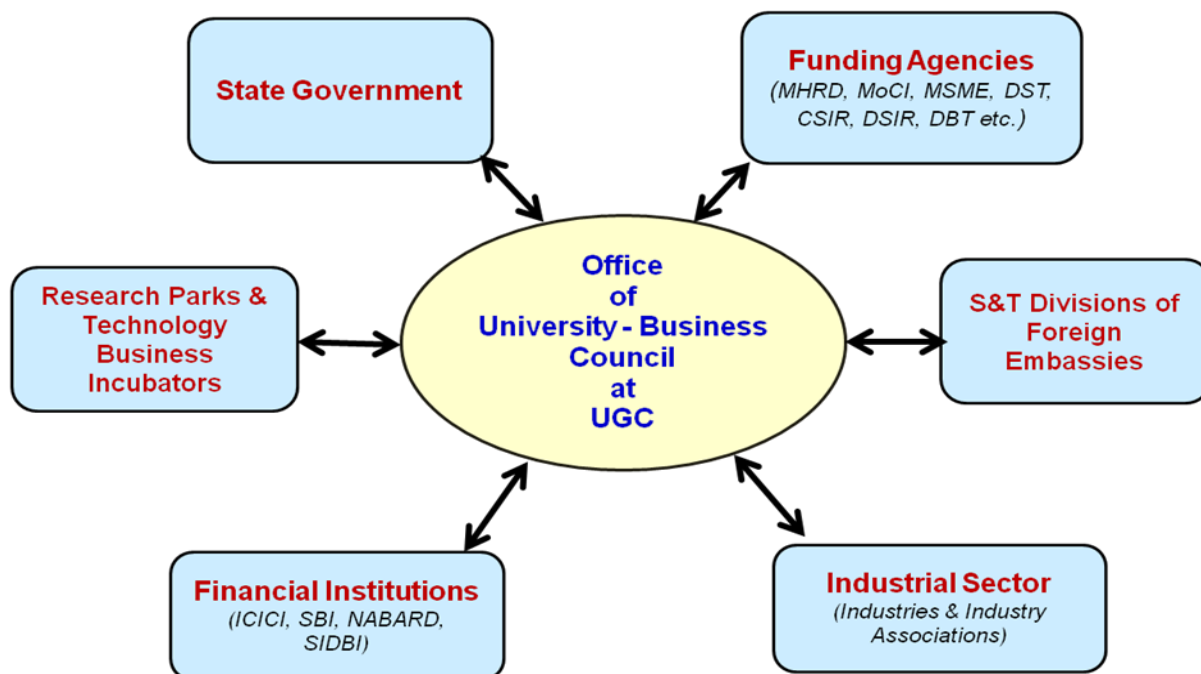 State Government
Funding Agencies
(MHRD, MoCI, MSME, DST,
CSIR, DSIR, DBT etc.)
Office
of
University - Business
Council
at
UGC
Research Parks &
Technology
Business
Incubators
S&T Divisions of
Foreign
Embassies
Financial Institutions
(ICICI, SBI, NABARD,
SIDBI)
Industrial Sector
(Industries & Industry
Associations)